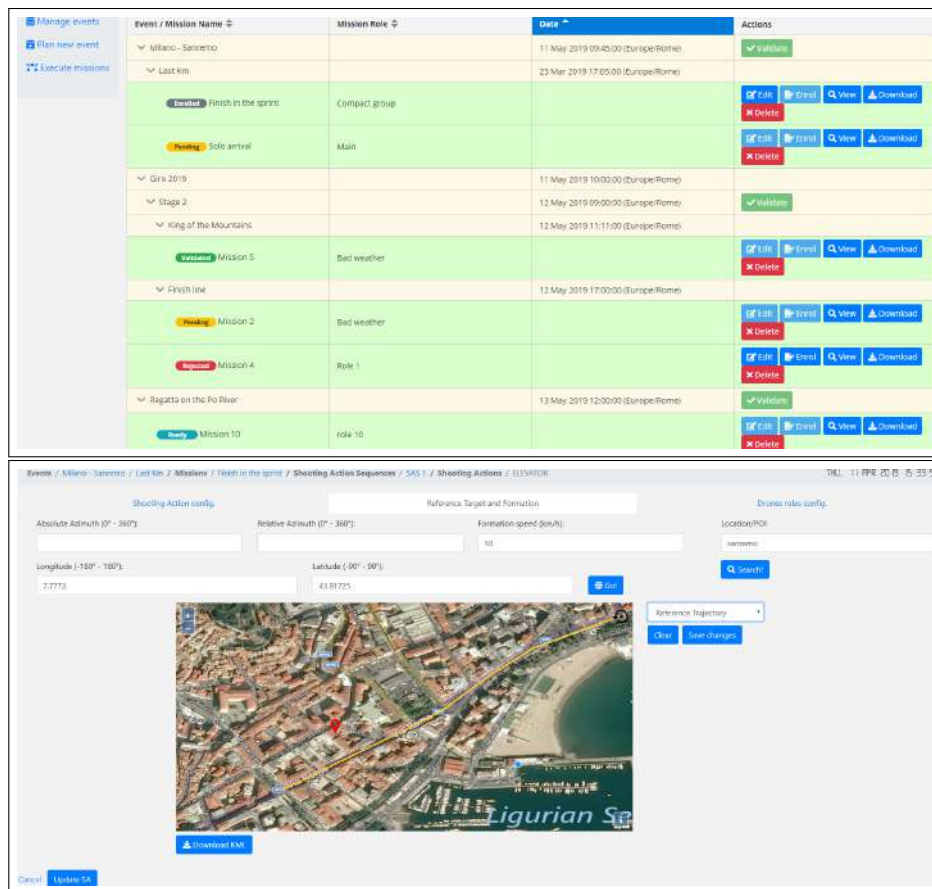 Manage events
Plan new event
Execute missions
Event / Mission Name Mission Role Date Actions
Milano - Sanremo 11 May 2019 09:45:00 (Europe/Rome) Validate
Last Km 23 Mar 2019 17:05:00 (Europe/Rome)
Enrolled Finish in the sprint Compact group Edit Enrol View Download
Delete
Pending Solo arrival Main Edit Enrol View Download
Delete
Giro 2019 11 May 2019 10:00:00 (Europe/Rome)
Stage 2 12 May 2019 09:00:00 (Europe/Rome) Validate
King of the Mountains 12 May 2019 11:11:00 (Europe/Rome)
Validated Mission 5 Bad weather Edit Enrol View Download
Delete
Finish line 12 May 2019 17:00:00 (Europe/Rome)
Pending Mission 2 Bad weather Edit Enrol View Download
Delete
Rejected Mission 4 Role 1 Edit Enrol View Download
Delete
Regatta on the Po River 13 May 2019 12:00:00 (Europe/Rome) Validate
Ready Mission 10 role 10 Edit Enrol View Download
Delete
Events / Milano - Sanremo / Last Km / Missions / Finish in the sprint / Shooting Action Sequences / SAS 1 / Shooting Actions / ELEVATOR THU, 11 APR 2019 15:33:5
Shooting Action config. Reference Target and Formation Drones roles config.
Absolute Azimuth (0° - 360°): Relative Azimuth (0° - 360°): Formation speed (km/h): Location/POI:
50 sanremo
Longitude (-180° - 180°): Latitude (-90° - 90°): Search!
7.7773 43.81725 Go!
Reference Trajectory
Clear Save changes
Ligurian Se
Download KML
Cancel Update SA